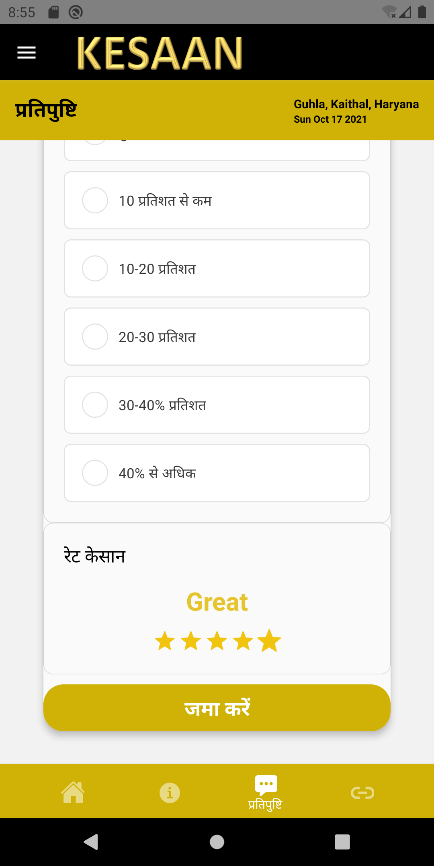 8:55
KESAAN
प्रतिपुष्टि
Guhla, Kaithal, Haryana
Sun Oct 17 2021
10 प्रतिशत से कम
10-20 प्रतिशत
20-30 प्रतिशत
30-40% प्रतिशत
40% से अधिक
रेट केसान
Great
जमा करें
प्रतिपुष्टि